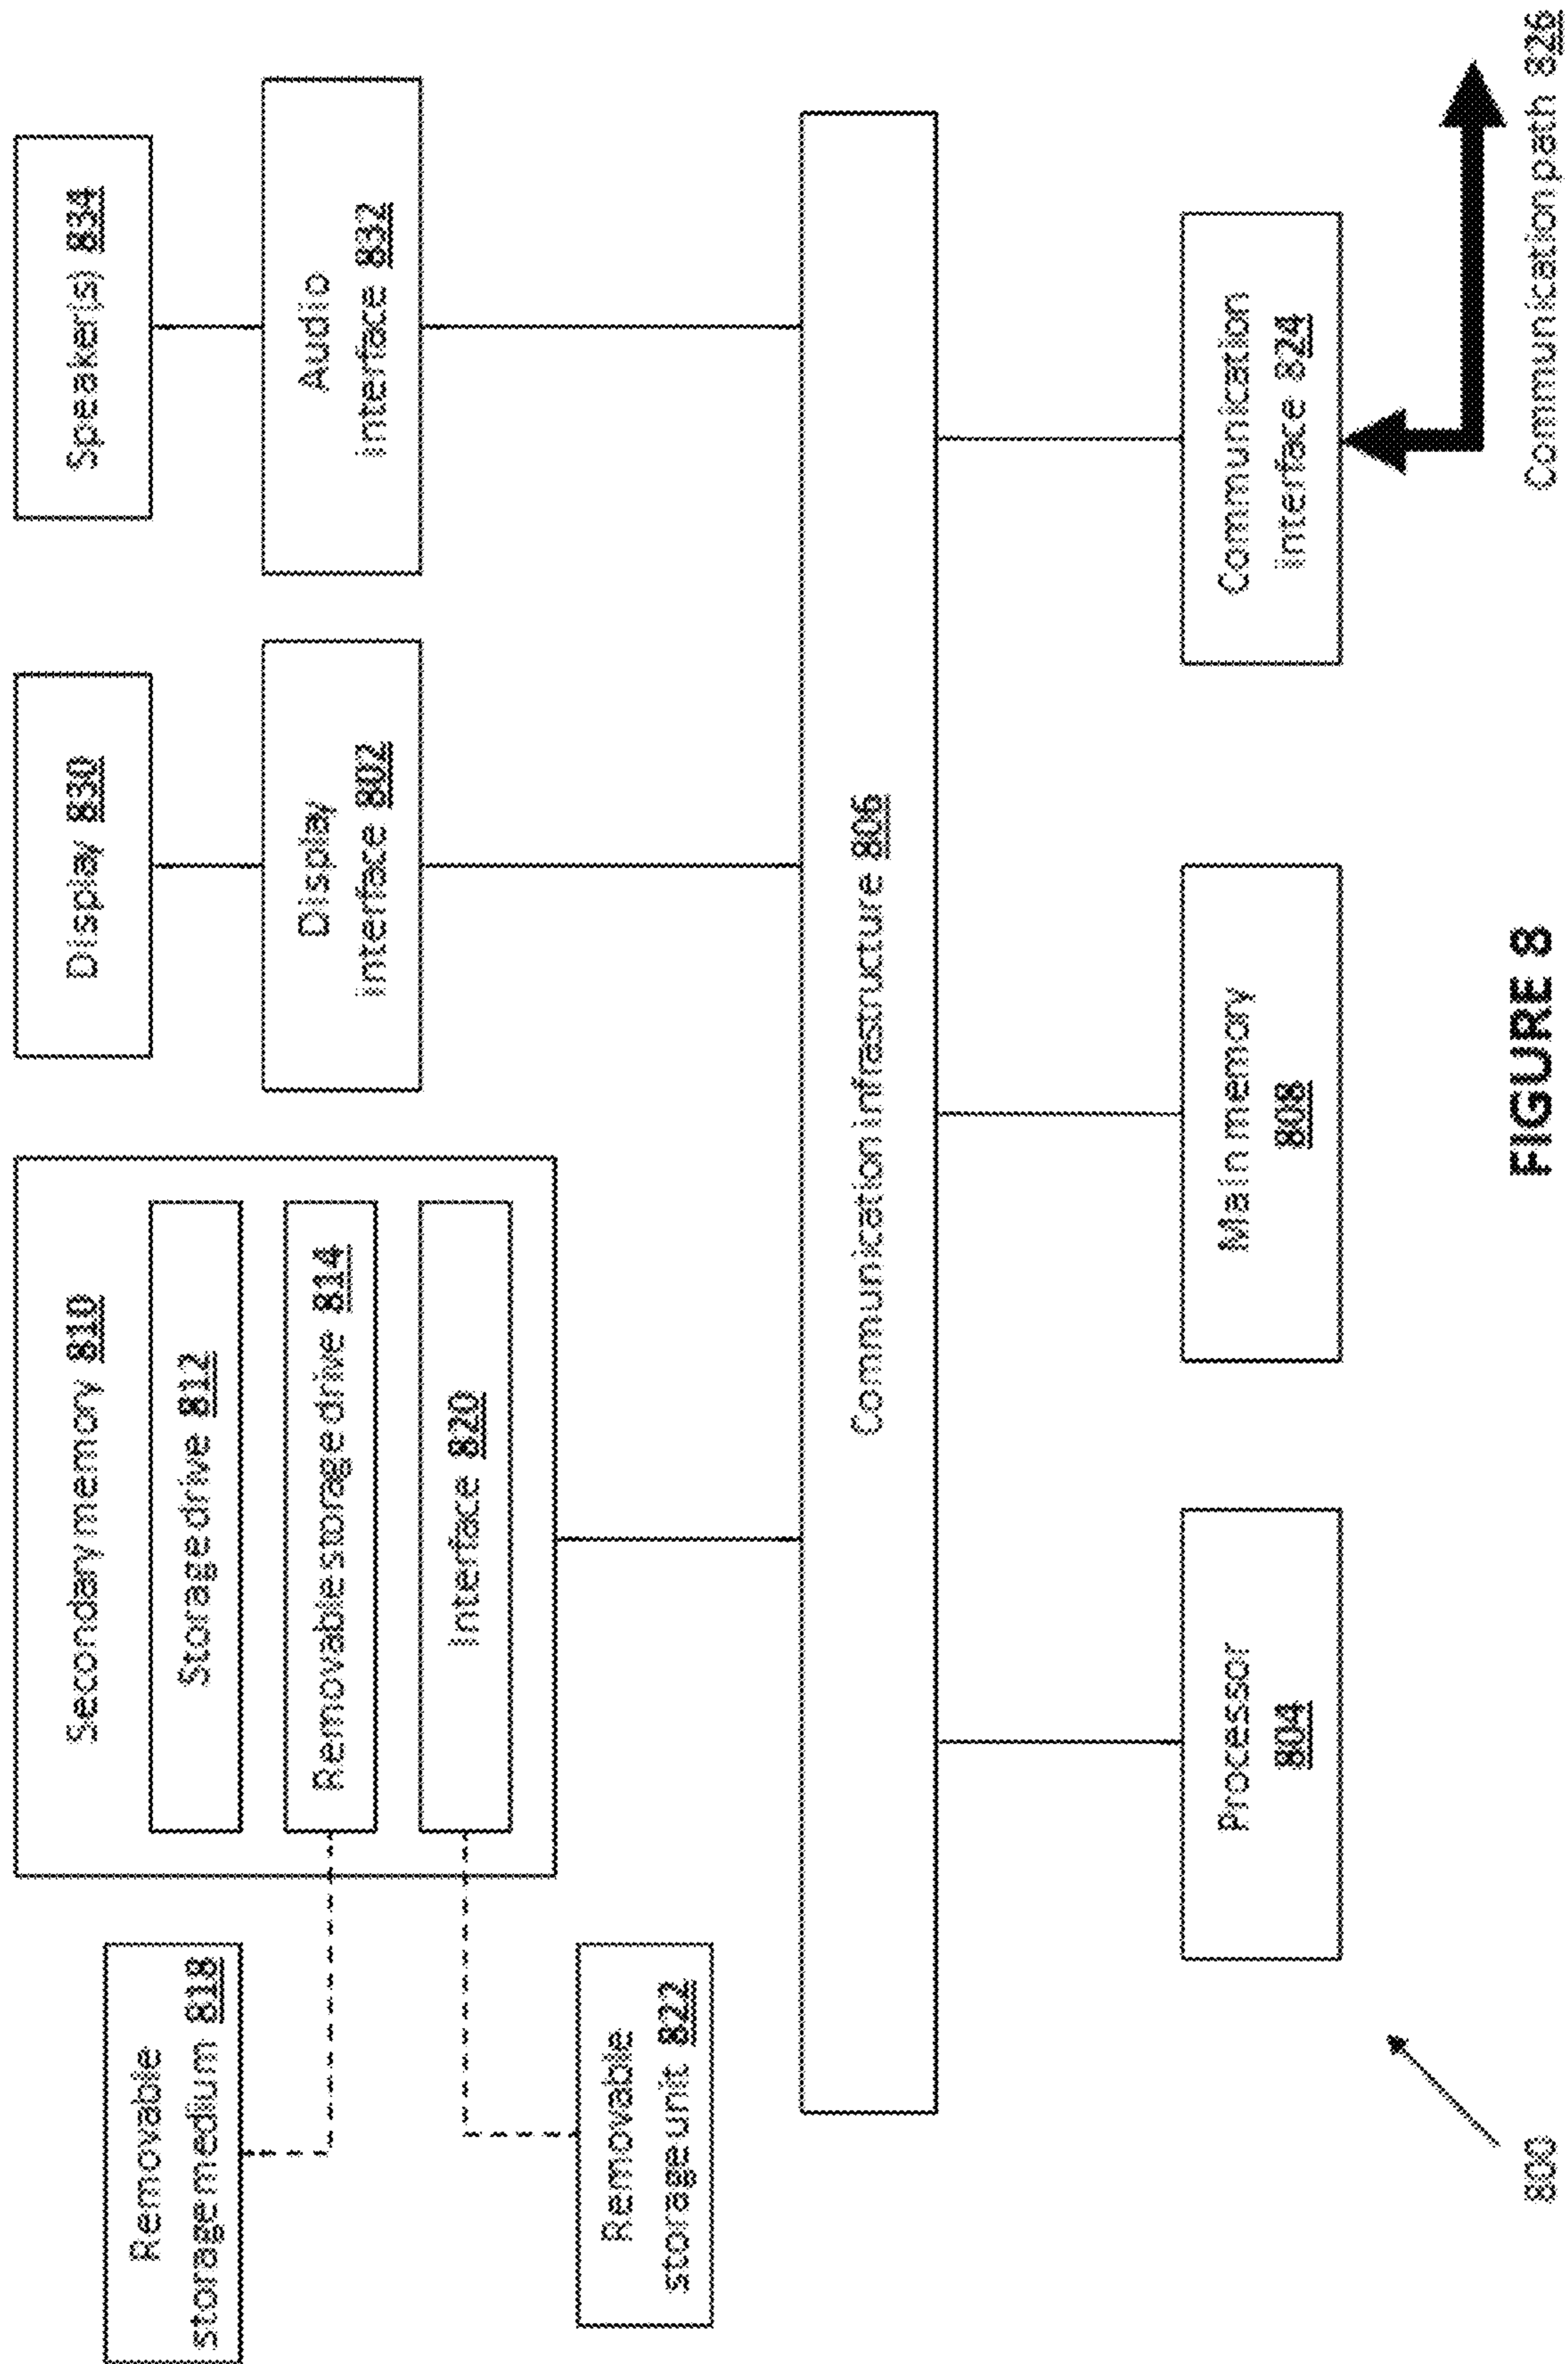 Removable
storage medium 818
Secondary memory 810
Storage drive 812
Removable storage drive 814
Interface 820
Removable
storage unit 822
Display 830
Display
interface 802
Speaker(s) 834
Audio
interface 832
Communication infrastructure 806
Processor
804
Main memory
808
Communication
interface 824
Communication path 826
800
FIGURE 8